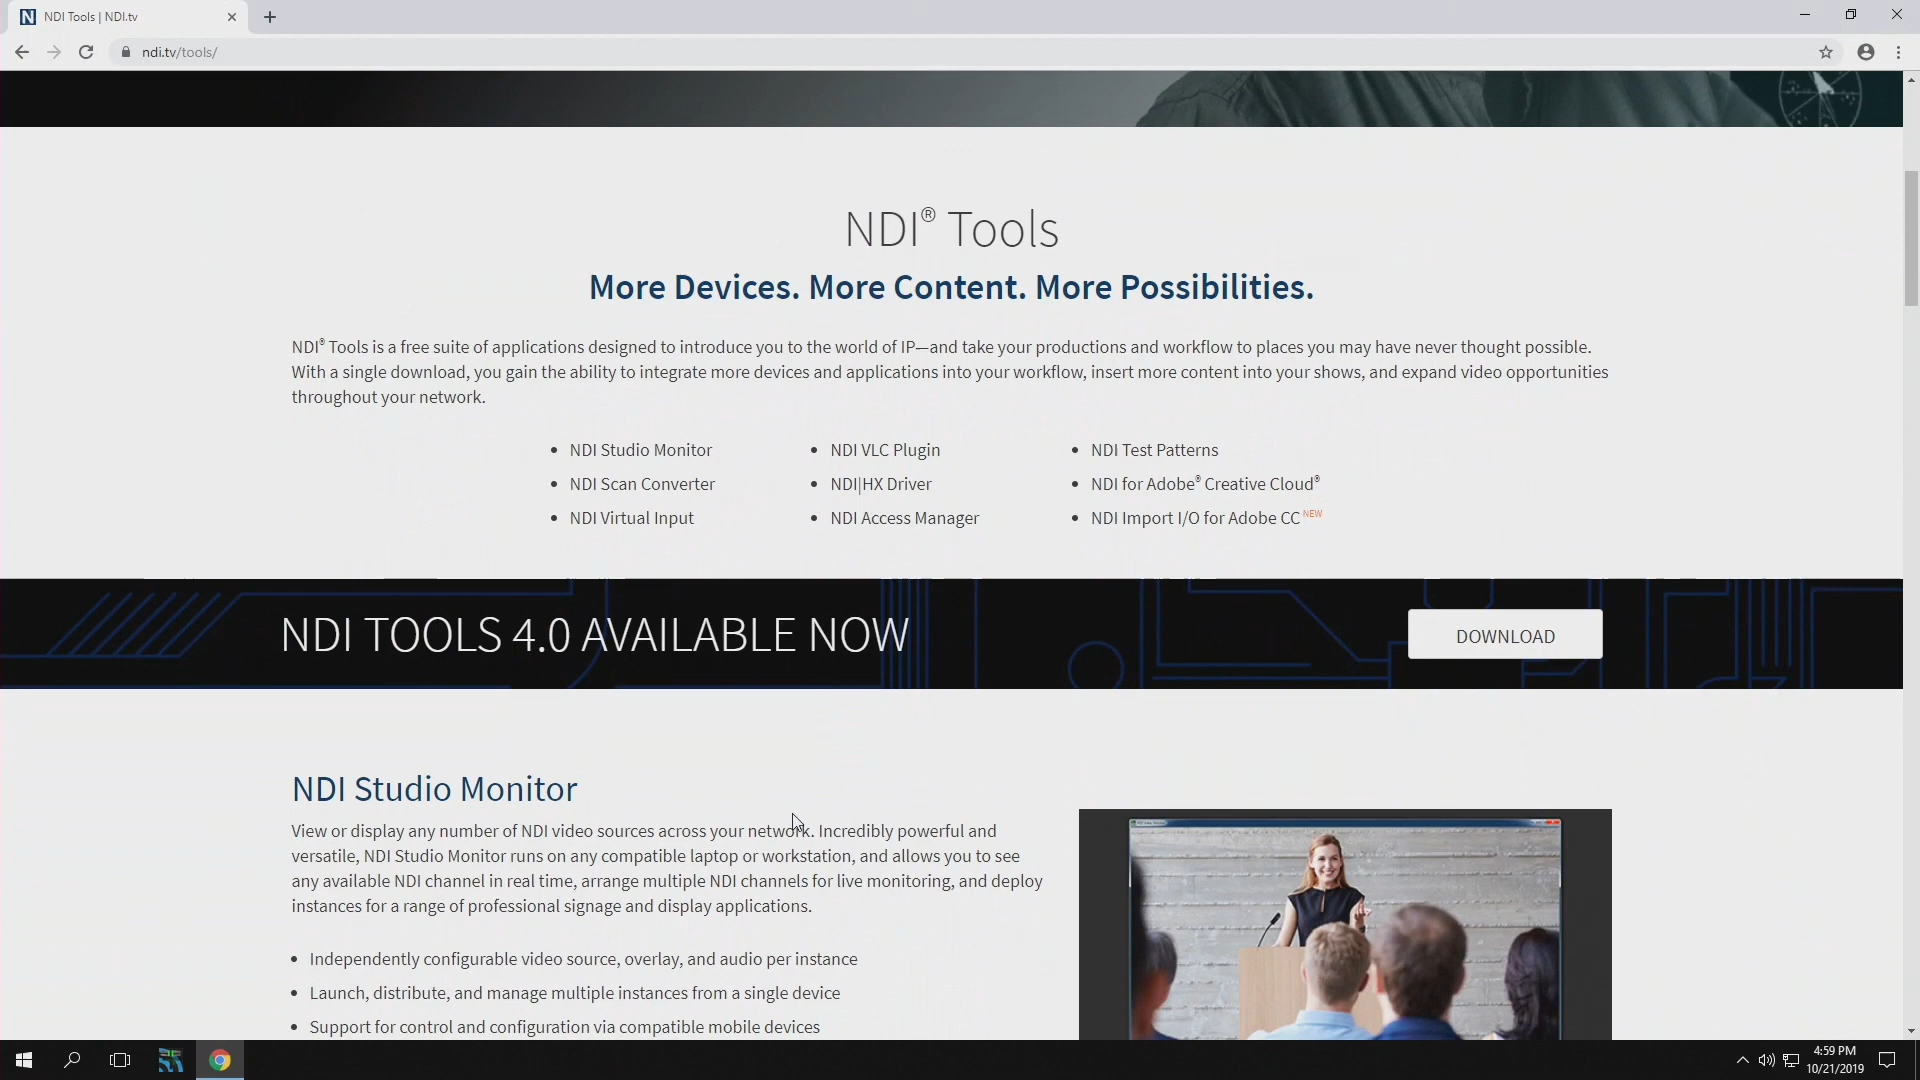 NDI Tools | NDI.tv
ndi.tv/tools/
NDI® Tools
More Devices. More Content. More Possibilities.
NDI® Tools is a free suite of applications designed to introduce you to the world of IP—and take your productions and workflow to places you may have never thought possible.
With a single download, you gain the ability to integrate more devices and applications into your workflow, insert more content into your shows, and expand video opportunities
throughout your network.
• NDI Studio Monitor
• NDI Scan Converter
• NDI Virtual Input
• NDI VLC Plugin
• NDI|HX Driver
• NDI Access Manager
• NDI Test Patterns
• NDI for Adobe® Creative Cloud®
• NDI Import I/O for Adobe CC NEW
NDI TOOLS 4.0 AVAILABLE NOW
DOWNLOAD
NDI Studio Monitor
View or display any number of NDI video sources across your network. Incredibly powerful and
versatile, NDI Studio Monitor runs on any compatible laptop or workstation, and allows you to see
any available NDI channel in real time, arrange multiple NDI channels for live monitoring, and deploy
instances for a range of professional signage and display applications.
• Independently configurable video source, overlay, and audio per instance
• Launch, distribute, and manage multiple instances from a single device
• Support for control and configuration via compatible mobile devices
4:59 PM
10/21/2019